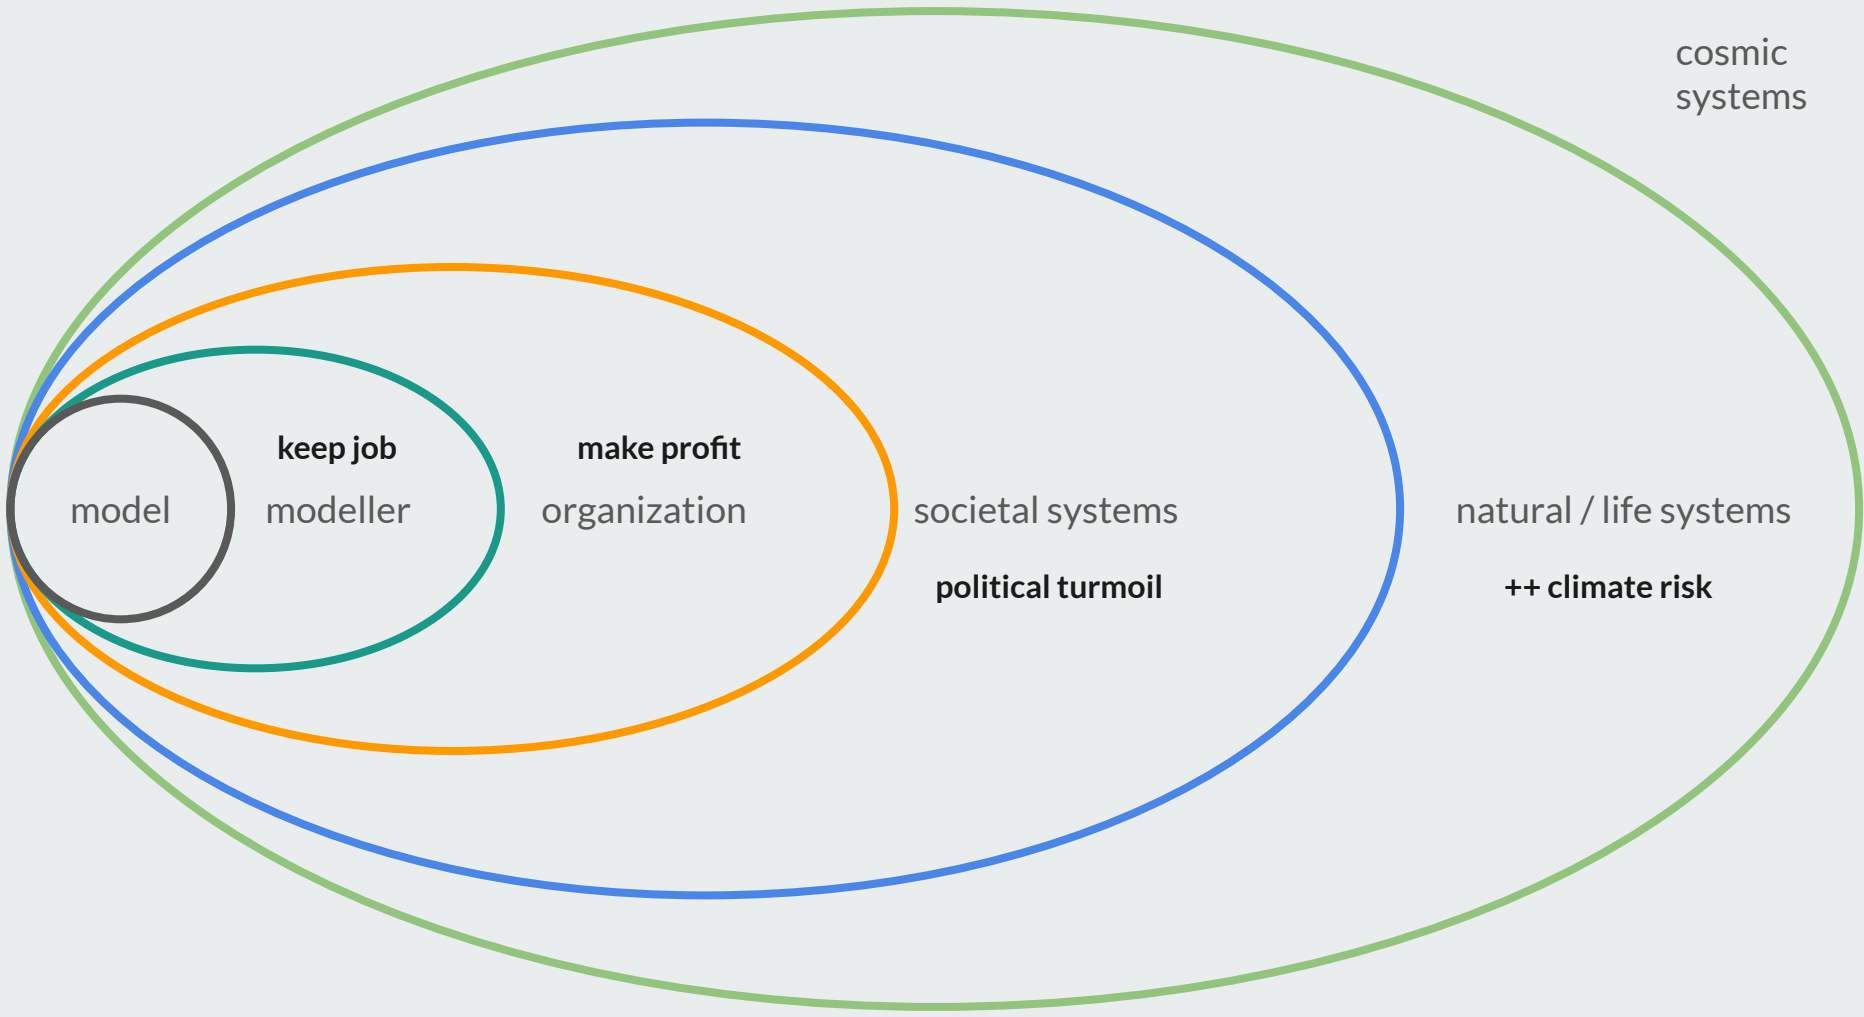 cosmic
systems
keep job
make profit
model
modeller
organization
societal systems
natural / life systems
political turmoil
++ climate risk